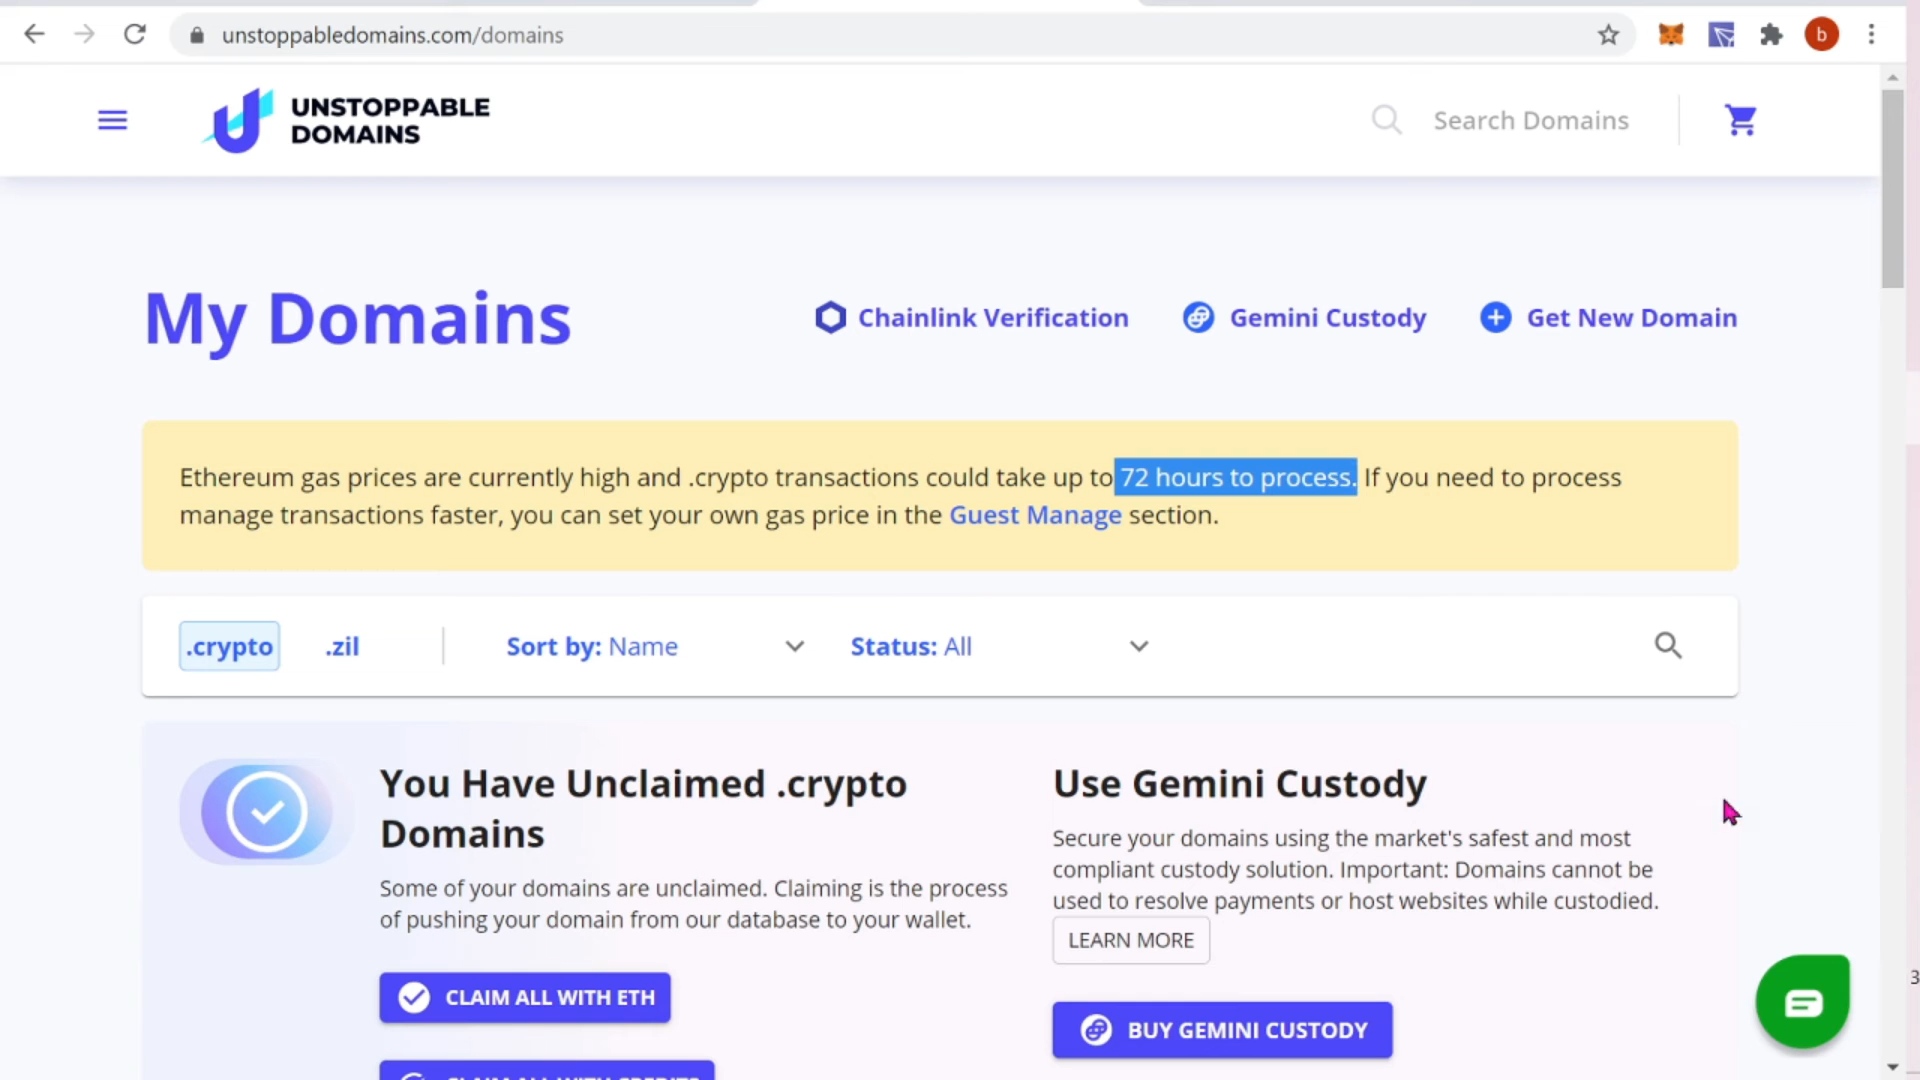 unstoppabledomains.com/domains
b
UNSTOPPABLE
DOMAINS
Search Domains
My Domains
Chainlink Verification
Gemini Custody
Get New Domain
Ethereum gas prices are currently high and .crypto transactions could take up to 72 hours to process. If you need to process
manage transactions faster, you can set your own gas price in the Guest Manage section.
.crypto
.zil
Sort by: Name
Status: All
You Have Unclaimed .crypto
Domains
Some of your domains are unclaimed. Claiming is the process
of pushing your domain from our database to your wallet.
CLAIM ALL WITH ETH
CLAIM ALL WITH CREDITS
Use Gemini Custody
Secure your domains using the market's safest and most
compliant custody solution. Important: Domains cannot be
used to resolve payments or host websites while custodied.
LEARN MORE
BUY GEMINI CUSTODY
3